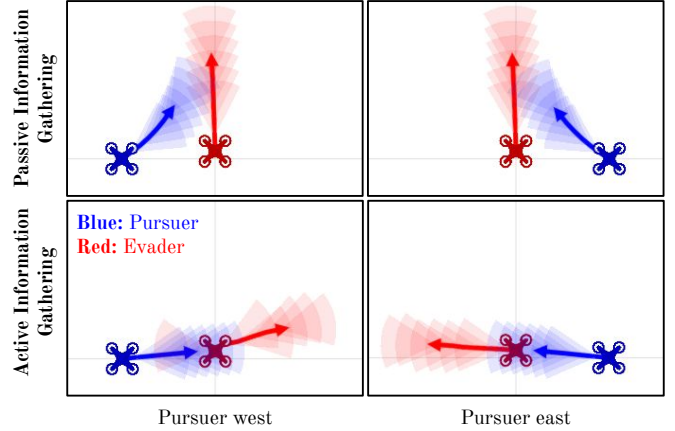 Passive Information
Gathering
Blue: Pursuer
Red: Evader
Active Information
Gathering
Pursuer west
Pursuer east